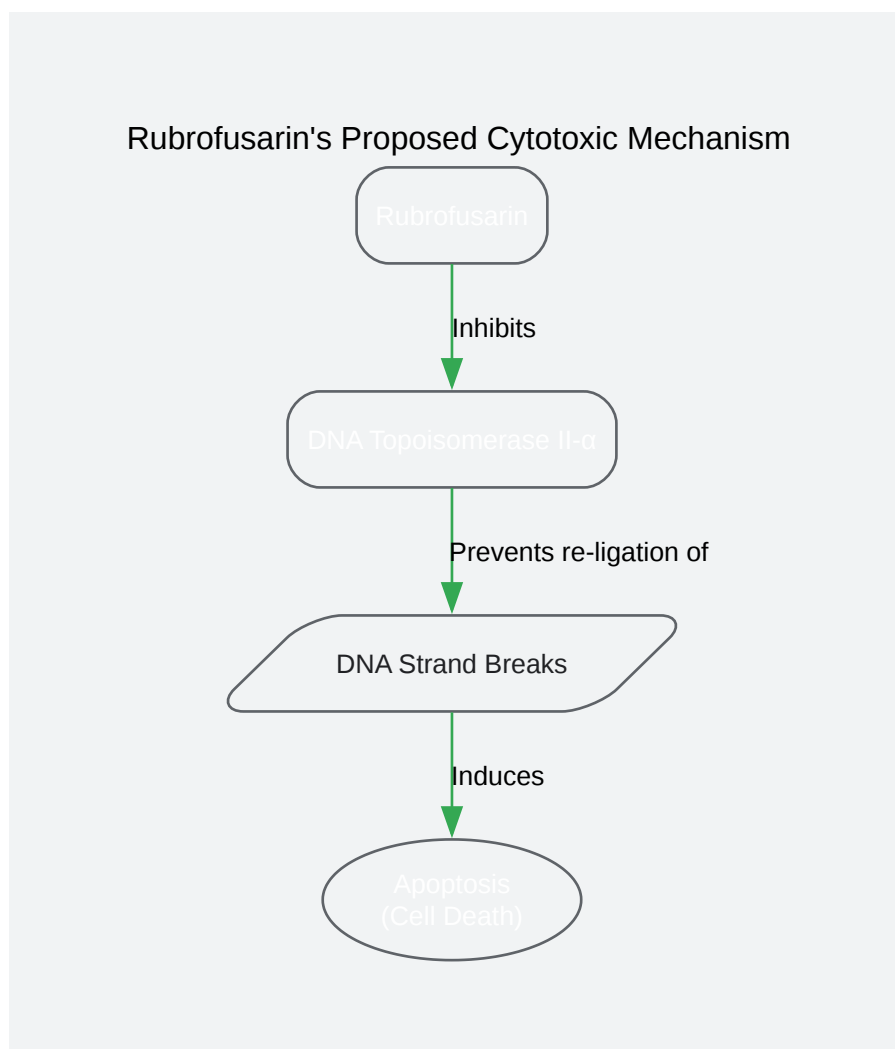 Rubrofusarin's Proposed Cytotoxic Mechanism
Rubrofusarin
Inhibits
DNA Topoisomerase II-α
Prevents re-ligation of
DNA Strand Breaks
Induces
Apoptosis
(Cell Death)